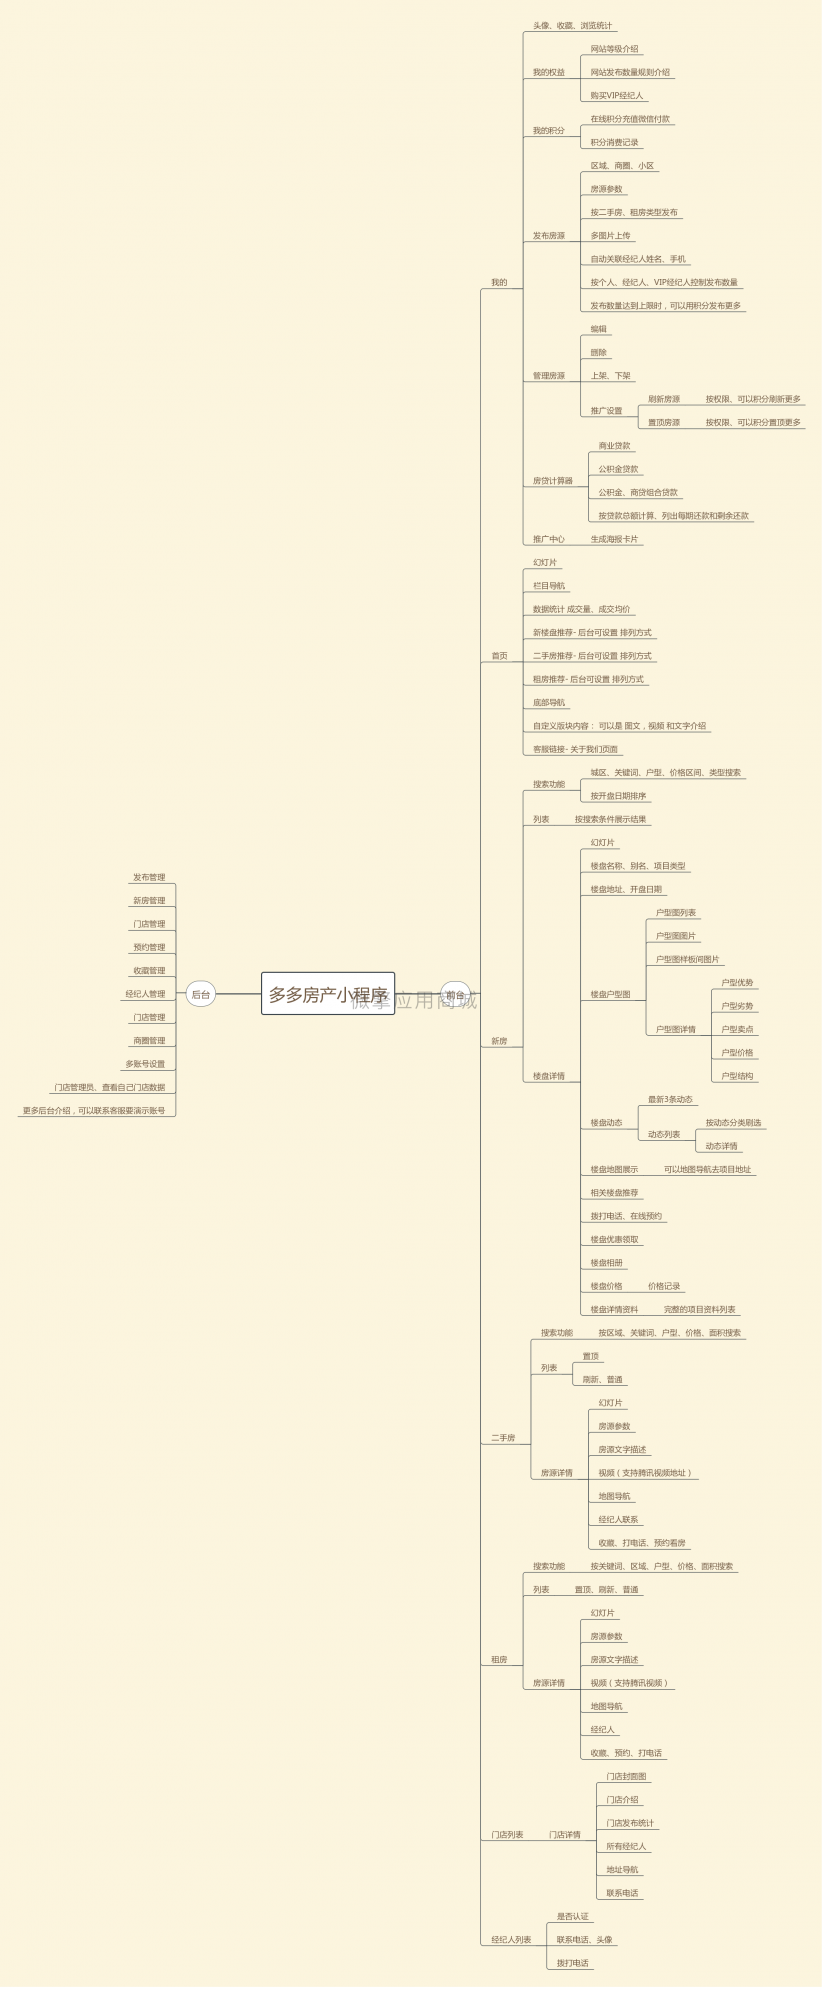 头像、收藏、浏览统计
我的权益
网站等级介绍
网站发布数量规则介绍
购买VIP经纪人
我的积分
在线积分充值微信付款
积分消费记录
发布房源
区域、商圈、小区
房源参数
按二手房、租房类型发布
多图片上传
自动关联经纪人姓名、手机
按个人、经纪人、VIP经纪人控制发布数量
发布数量达到上限时，可以用积分发布更多
我的
管理房源
编辑
删除
上架、下架
推广设置
刷新房源
按权限、可以积分刷新更多
置顶房源
按权限、可以积分置顶更多
房贷计算器
商业贷款
公积金贷款
公积金、商贷组合贷款
按贷款总额计算、列出每期还款和剩余还款
推广中心
生成海报卡片
首页
幻灯片
栏目导航
数据统计 成交量、成交均价
新楼盘推荐- 后台可设置 排列方式
二手房推荐- 后台可设置 排列方式
租房推荐- 后台可设置 排列方式
底部导航
自定义版块内容： 可以是 图文，视频 和文字介绍
客服链接- 关于我们页面
新房
搜索功能
城区、关键词、户型、价格区间、类型搜索
按开盘日期排序
列表
按搜索条件展示结果
楼盘详情
幻灯片
楼盘名称、别名、项目类型
楼盘地址、开盘日期
楼盘户型图
户型图列表
户型图图片
户型图样板间图片
户型图详情
户型优势
户型劣势
户型卖点
户型价格
户型结构
楼盘动态
最新3条动态
动态列表
按动态分类刷选
动态详情
楼盘地图展示
可以地图导航去项目地址
相关楼盘推荐
拨打电话、在线预约
楼盘优惠领取
楼盘相册
楼盘价格
价格记录
楼盘详情资料
完整的项目资料列表
发布管理
新房管理
门店管理
预约管理
收藏管理
经纪人管理
门店管理
商圈管理
多账号设置
门店管理员、查看自己门店数据
更多后台介绍，可以联系客服要演示账号
后台
多多房产小程序
前台
微擎应用商城
二手房
搜索功能
按区域、关键词、户型、价格、面积搜索
列表
置顶
刷新、普通
房源详情
幻灯片
房源参数
房源文字描述
视频（支持腾讯视频地址）
地图导航
经纪人联系
收藏、打电话、预约看房
租房
搜索功能
按关键词、区域、户型、价格、面积搜索
列表
置顶、刷新、普通
房源详情
幻灯片
房源参数
房源文字描述
视频（支持腾讯视频）
地图导航
经纪人
收藏、预约、打电话
门店列表
门店详情
门店封面图
门店介绍
门店发布统计
所有经纪人
地址导航
联系电话
经纪人列表
是否认证
联系电话、头像
拨打电话